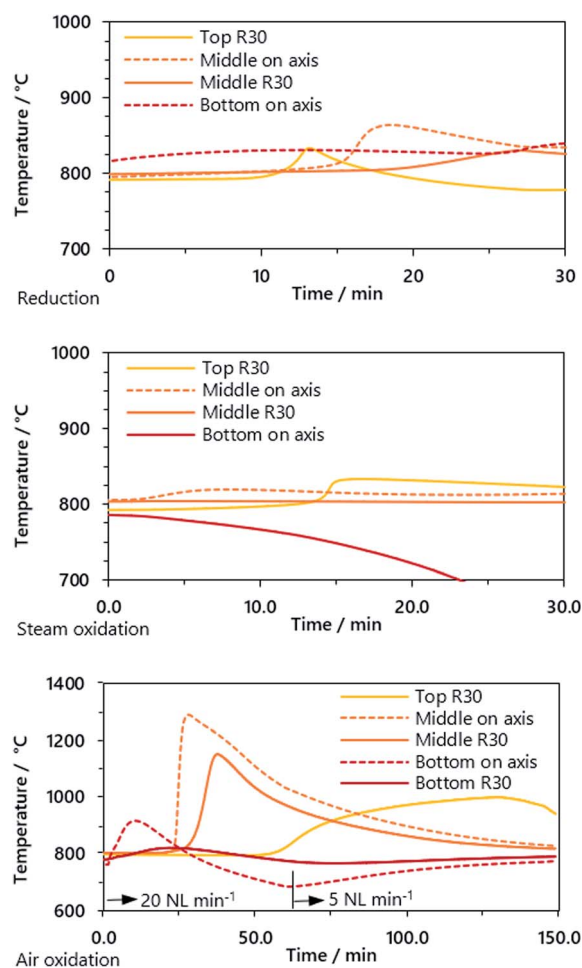 1000
Top R30
Middle on axis
900
Middle R30
Bottom on axis
800
700
Temperature / °C
0
10
20
30
Reduction
Time / min
1000
Top R30
Middle on axis
900
Middle R30
Bottom on axis
800
700
Temperature / °C
0.0
10.0
20.0
30.0
Steam oxidation
Time / min
1400
Top R30
Middle on axis
1200
Middle R30
Bottom on axis
Bottom R30
1000
800
600
Temperature / °C
20 NL min⁻¹
5 NL min⁻¹
0.0
50.0
100.0
150.0
Air oxidation
Time / min